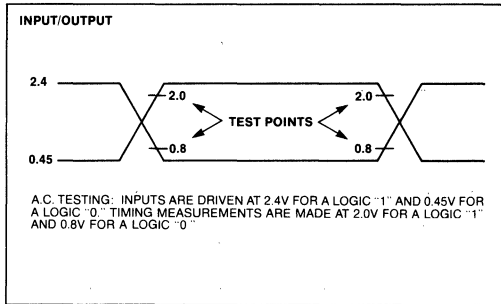 INPUT/OUTPUT
2.4
2.0
2.0
TEST POINTS
0.8
0.8
0.45
A.C. TESTING: INPUTS ARE DRIVEN AT 2.4V FOR A LOGIC "1" AND 0.45V FOR
A LOGIC "0." TIMING MEASUREMENTS ARE MADE AT 2.0V FOR A LOGIC "1"
AND 0.8V FOR A LOGIC "0"